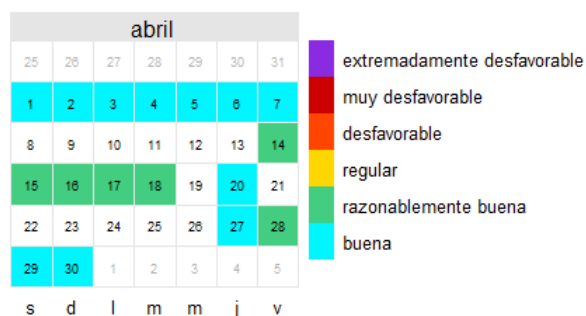 abril
25 26 27 28 29 30 31
1 2 3 4 5 6 7
8 9 10 11 12 13 14
15 16 17 18 19 20 21
22 23 24 25 26 27 28
29 30 1 2 3 4 5
s d l m m j v
extremadamente desfavorable
muy desfavorable
desfavorable
regular
razonablemente buena
buena